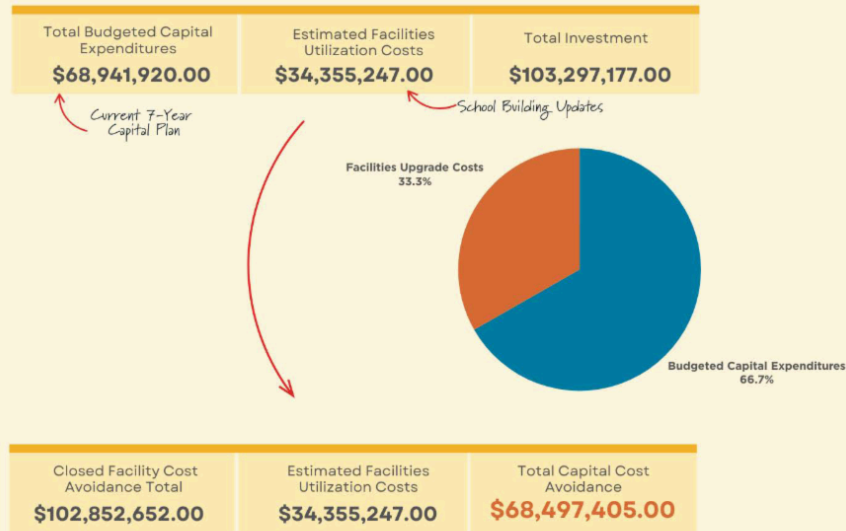 Total Budgeted Capital
Expenditures
$68,941,920.00
Estimated Facilities
Utilization Costs
$34,355,247.00
Total Investment
$103,297,177.00
Current 7-Year
Capital Plan
School Building Updates
Facilities Upgrade Costs
33.3%
Budgeted Capital Expenditures
66.7%
Closed Facility Cost
Avoidance Total
$102,852,652.00
Estimated Facilities
Utilization Costs
$34,355,247.00
Total Capital Cost
Avoidance
$68,497,405.00